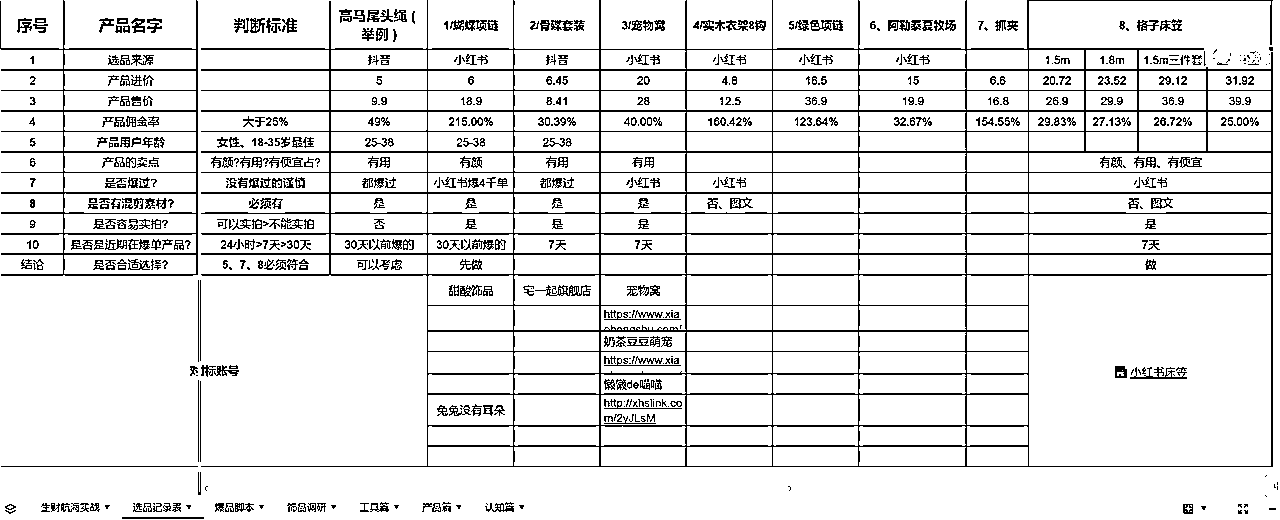 序号 产品名字 判断标准 高马尾头绳（举例） 1/蝴蝶项链 2/骨碟套装 3/宠物窝 4/实木衣架8钩 5/绿色项链 6、阿勒泰夏牧场 7、抓夹 8、格子床笠
1 选品来源 抖音 小红书 抖音 小红书 小红书 小红书 小红书 1.5m 1.8m 1.5m三件套
2 产品进价 5 6 6.45 20 4.8 16.5 15 6.6 20.72 23.52 29.12 31.92
3 产品售价 9.9 18.9 8.41 28 12.5 36.9 19.9 16.8 26.9 29.9 36.9 39.9
4 产品佣金率 大于25% 49% 215.00% 30.39% 40.00% 160.42% 123.64% 32.67% 154.55% 29.83% 27.13% 26.72% 25.00%
5 产品用户年龄 女性、18-35岁最佳 25-38 25-38 25-38
6 产品的卖点 有颜?有用?有便宜占? 有用 有颜 有用 有用 有颜、有用、有便宜
7 是否爆过? 没有爆过的谨慎 都爆过 小红书爆4千单 都爆过 小红书 小红书 小红书
8 是否有混剪素材? 必须有 是 是 是 是 否、图文 否、图文
9 是否容易实拍? 可以实拍>不能实拍 否 是 是 是 是
10 是否是近期在爆单产品? 24小时>7天>30天 30天以前爆的 30天以前爆的 7天 7天 7天
结论 是否合适选择? 5、7、8必须符合 可以考虑 先做 做
甜酸饰品 宅一起旗舰店 宠物窝
https://www.xia
奶茶豆豆萌宠
https://www.xia
对标账号 小红书床笠
懒懒de喵喵
兔兔没有耳朵 http://xhslink.co
m/2yJLsM
生财航海实战 选品记录表 爆品脚本 饰品调研 工具篇 产品篇 认知篇